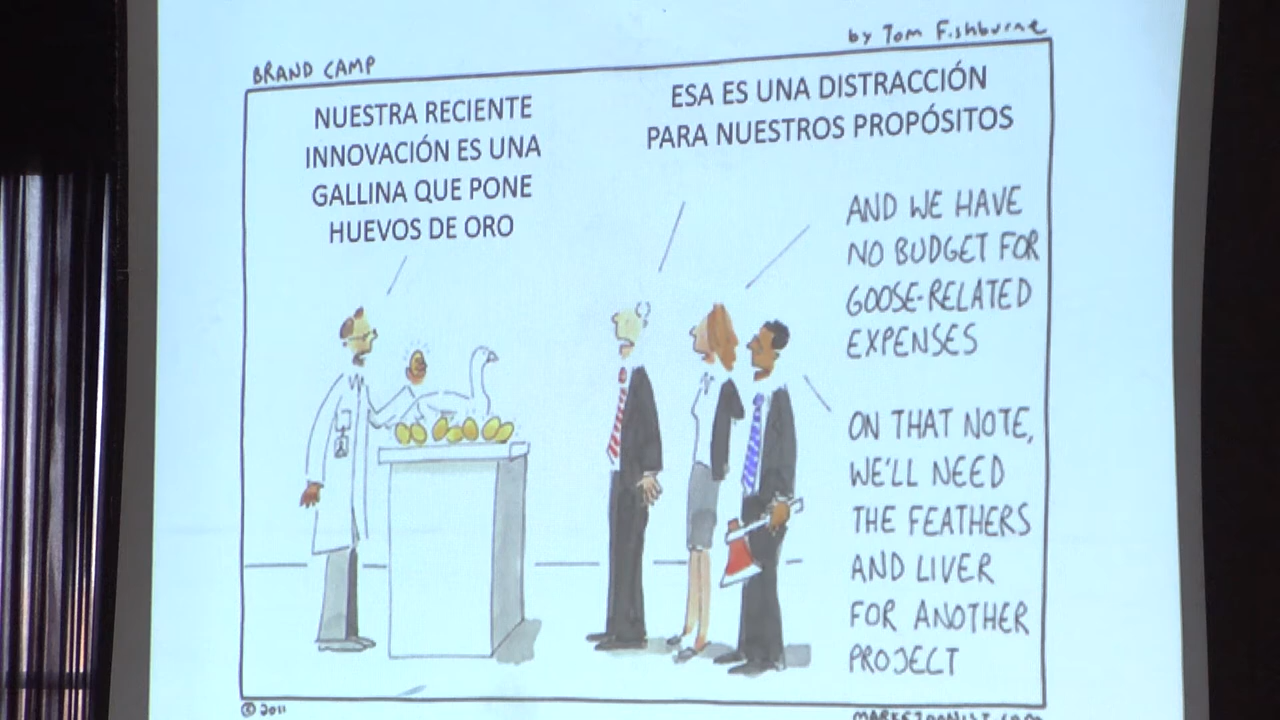 BRAND CAMP
by Tom Fishburne
NUESTRA RECIENTE
INNOVACIÓN ES UNA
GALLINA QUE PONE
HUEVOS DE ORO
ESA ES UNA DISTRACCIÓN
PARA NUESTROS PROPÓSITOS
AND WE HAVE
NO BUDGET FOR
GOOSE-RELATED
EXPENSES
ON THAT NOTE,
WE'LL NEED
THE FEATHERS
AND LIVER
FOR ANOTHER
PROJECT
© 2011